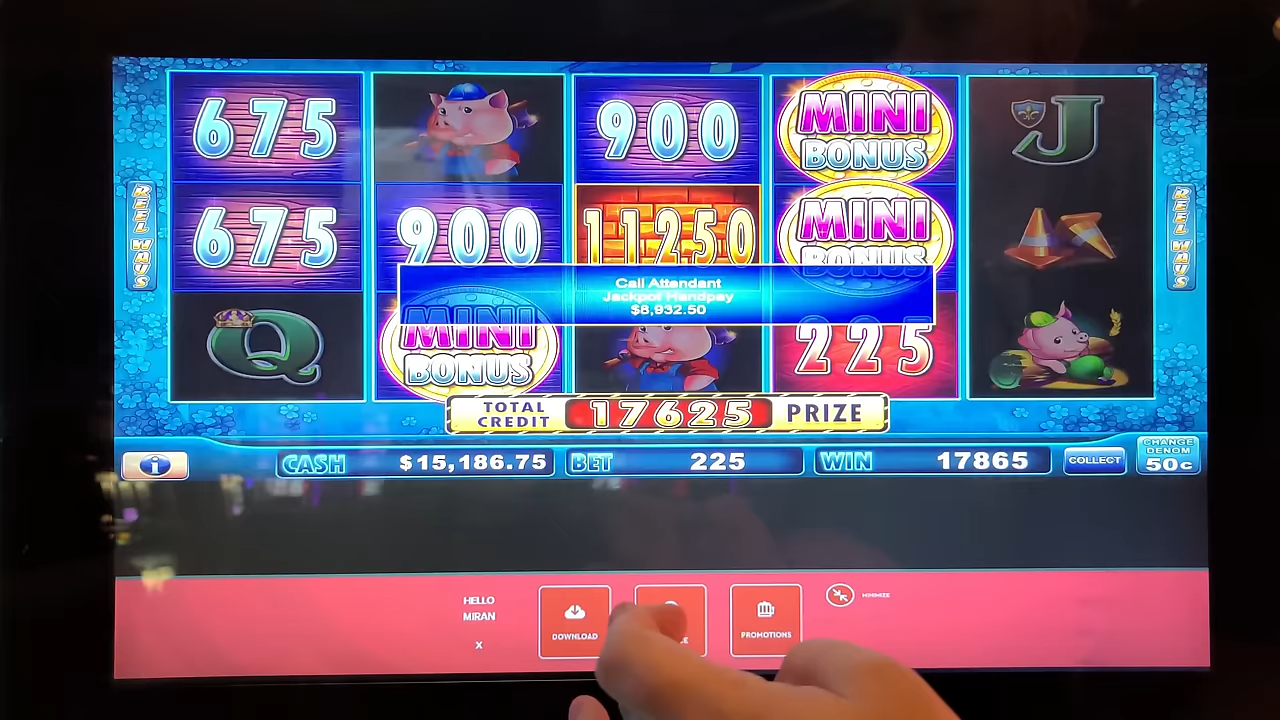 675
900
MINI
BONUS
J
REEL WAYS
675
900
11250
MINI
BONUS
REEL WAYS
Call Attendant
Jackpot Handpay
$8,932.50
Q
MINI
BONUS
225
TOTAL
CREDIT
17625
PRIZE
i
CASH
$15,186.75
BET
225
WIN
17865
COLLECT
CHANGE
DENOM
50¢
HELLO
MIRAN
X
DOWNLOAD
PROMOTIONS
MINIMIZE